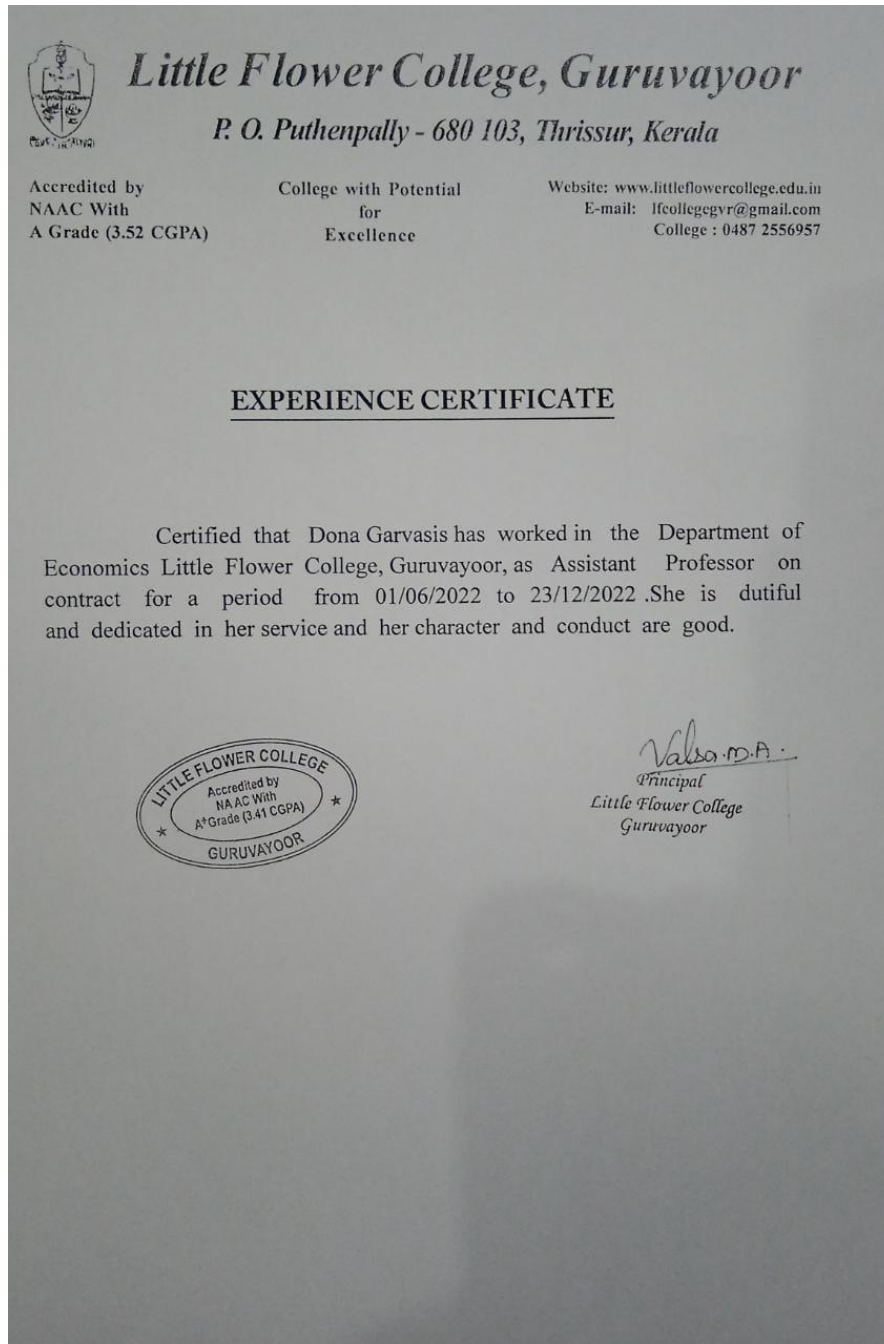 Little Flower College, Guruvayoor
P. O. Puthenpally - 680 103, Thrissur, Kerala
Accredited by
NAAC With
A Grade (3.52 CGPA)
College with Potential
for
Excellence
Website: www.littleflowercollege.edu.in
E-mail: lfcollegegvr@gmail.com
College : 0487 2556957
EXPERIENCE CERTIFICATE
Certified that Dona Garvasis has worked in the Department of
Economics Little Flower College, Guruvayoor, as Assistant Professor on
contract for a period from 01/06/2022 to 23/12/2022 .She is dutiful
and dedicated in her service and her character and conduct are good.
LITTLE FLOWER COLLEGE
Accredited by
NAAC With
A+Grade (3.41 CGPA)
GURUVAYOOR
Valsa.M.A.
Principal
Little Flower College
Guruvayoor